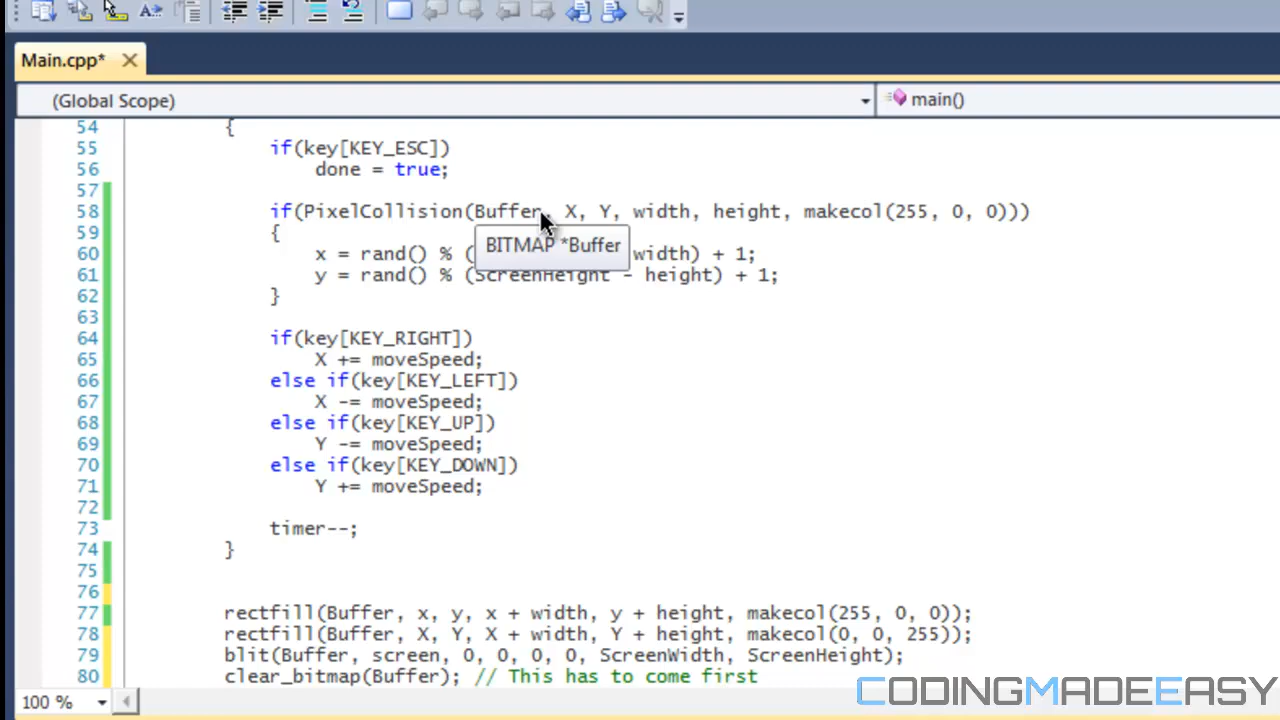 Main.cpp*
(Global Scope)
main()
54 {
55 if(key[KEY_ESC])
56 done = true;
57
58 if(PixelCollision(Buffer, X, Y, width, height, makecol(255, 0, 0)))
59 {
BITMAP *Buffer
60 x = rand() % ( width) + 1;
61 y = rand() % (ScreenHeight - height) + 1;
62 }
63
64 if(key[KEY_RIGHT])
65 X += moveSpeed;
66 else if(key[KEY_LEFT])
67 X -= moveSpeed;
68 else if(key[KEY_UP])
69 Y -= moveSpeed;
70 else if(key[KEY_DOWN])
71 Y += moveSpeed;
72
73 timer--;
74 }
75
76
77 rectfill(Buffer, x, y, x + width, y + height, makecol(255, 0, 0));
78 rectfill(Buffer, X, Y, X + width, Y + height, makecol(0, 0, 255));
79 blit(Buffer, screen, 0, 0, 0, 0, ScreenWidth, ScreenHeight);
80 clear_bitmap(Buffer); // This has to come first
100 %
CODINGMADEEASY